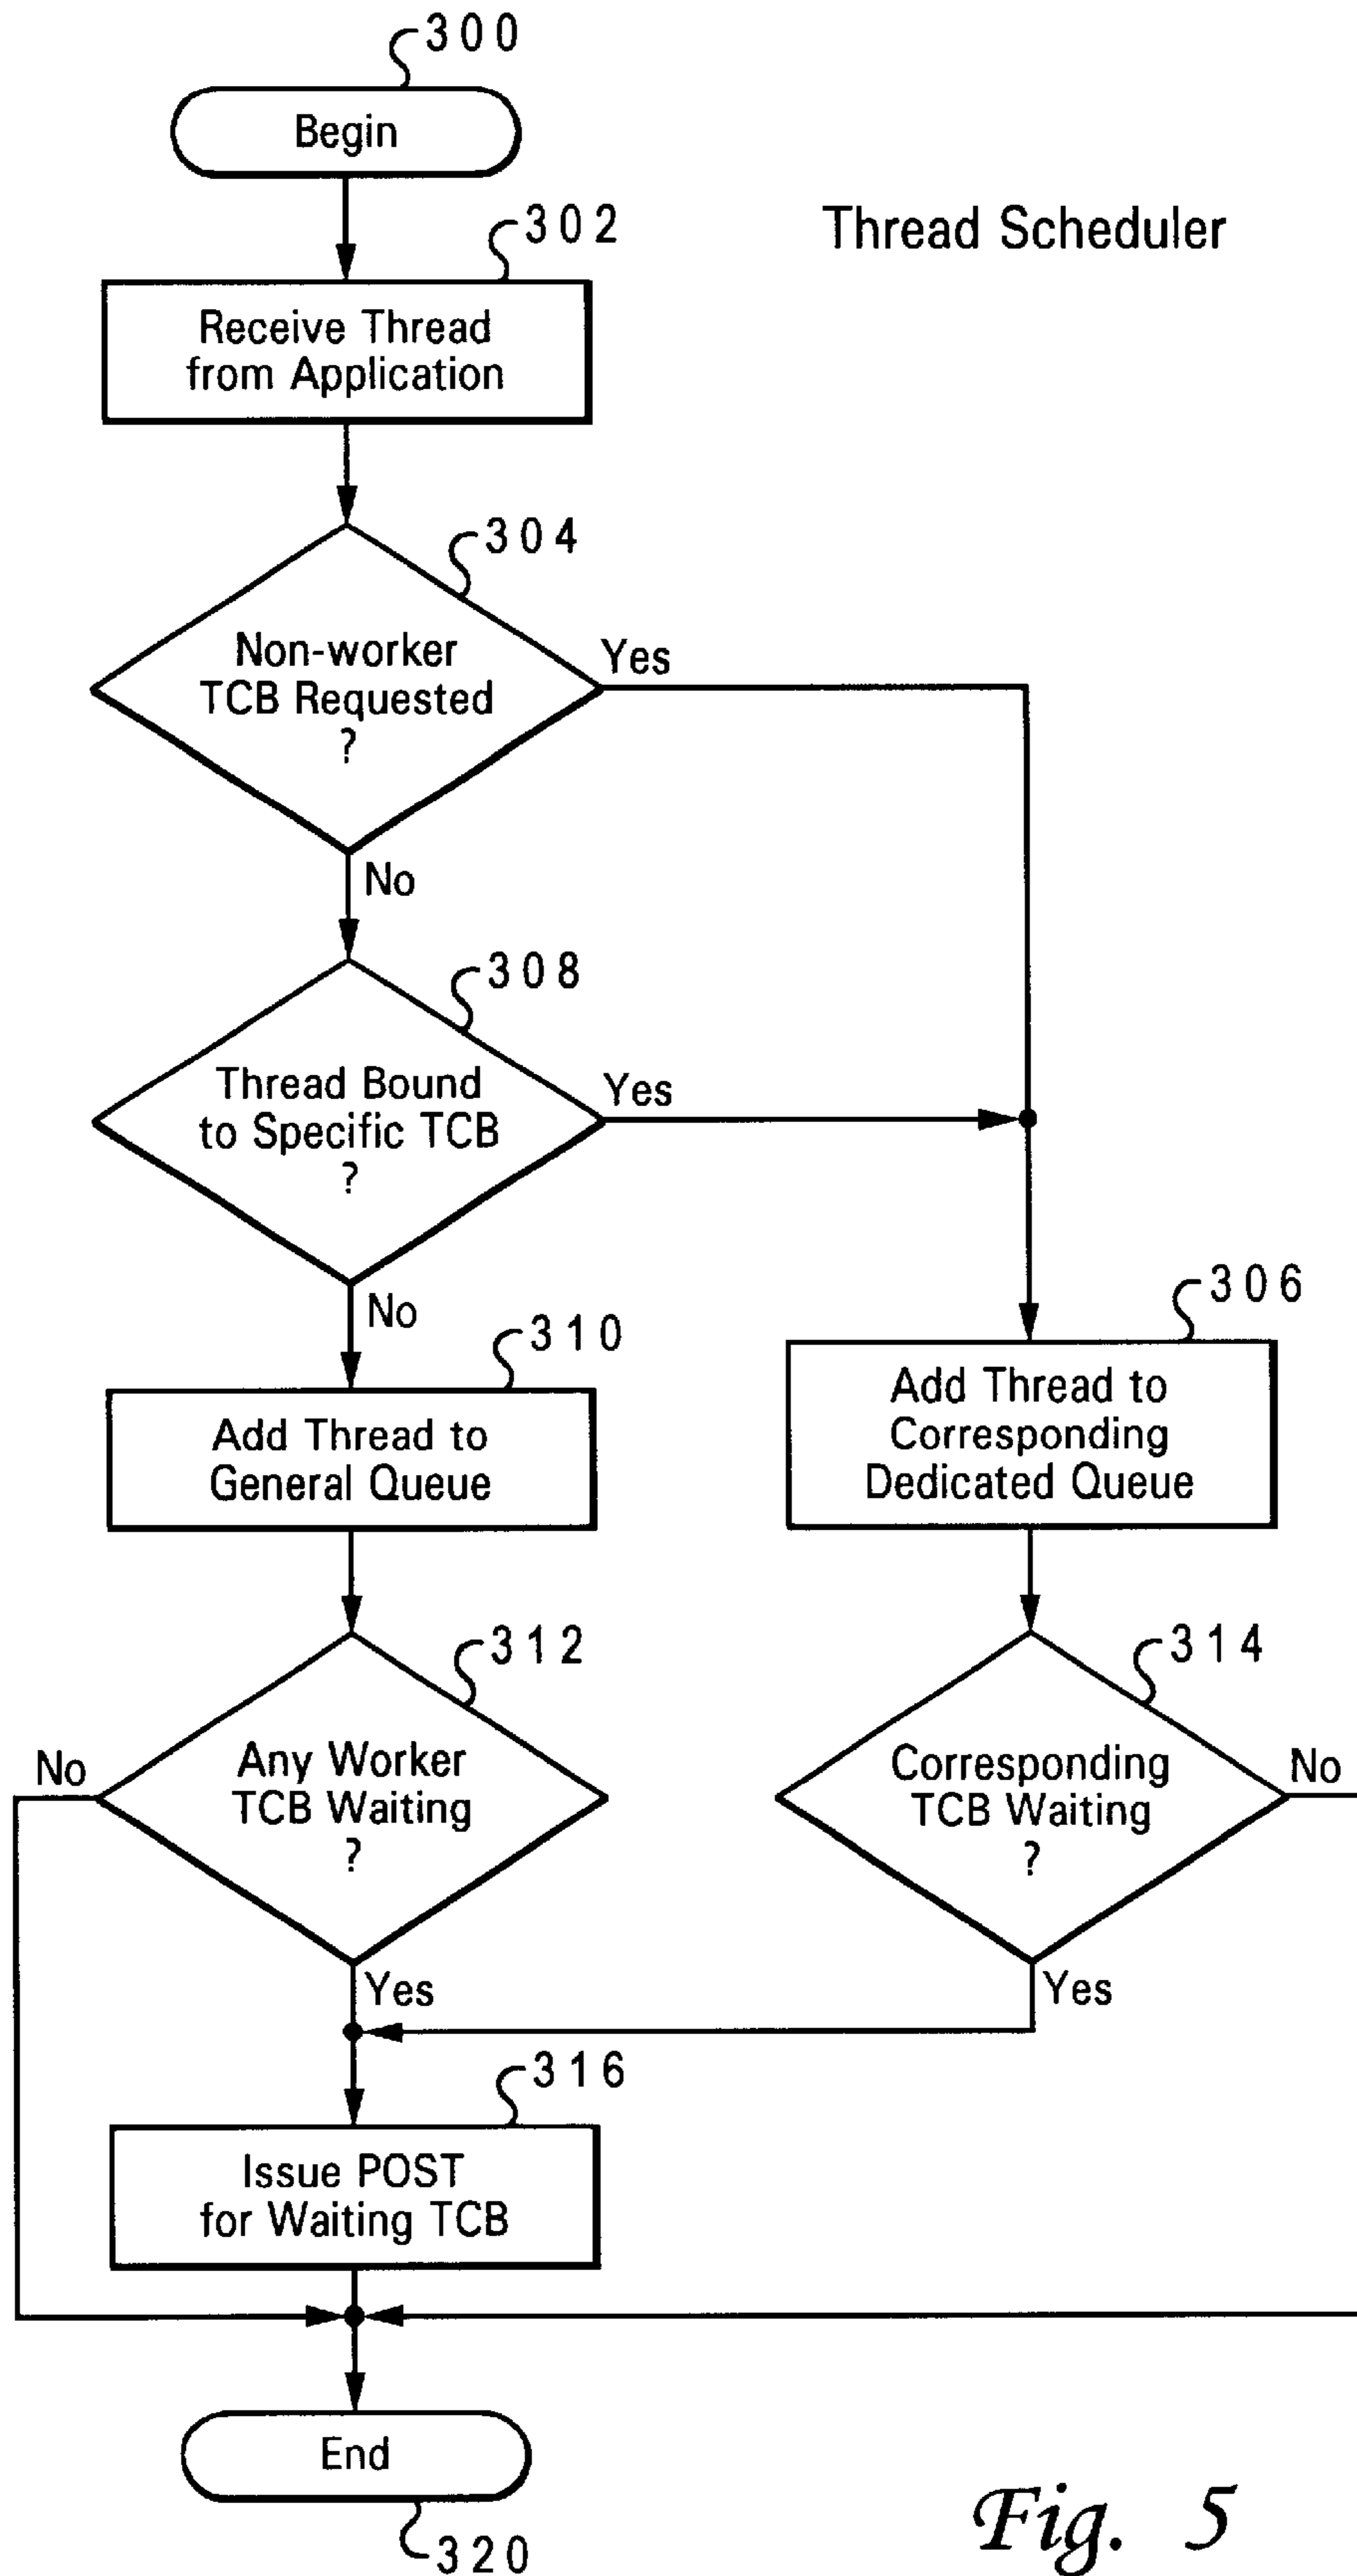 300
Begin
Thread Scheduler
302
Receive Thread
from Application
304
Non-worker
TCB Requested
?
Yes
No
308
Thread Bound
to Specific TCB
?
Yes
No
306
Add Thread to
Corresponding
Dedicated Queue
310
Add Thread to
General Queue
312
Any Worker
TCB Waiting
?
No
Yes
314
Corresponding
TCB Waiting
?
No
Yes
316
Issue POST
for Waiting TCB
End
320
Fig. 5